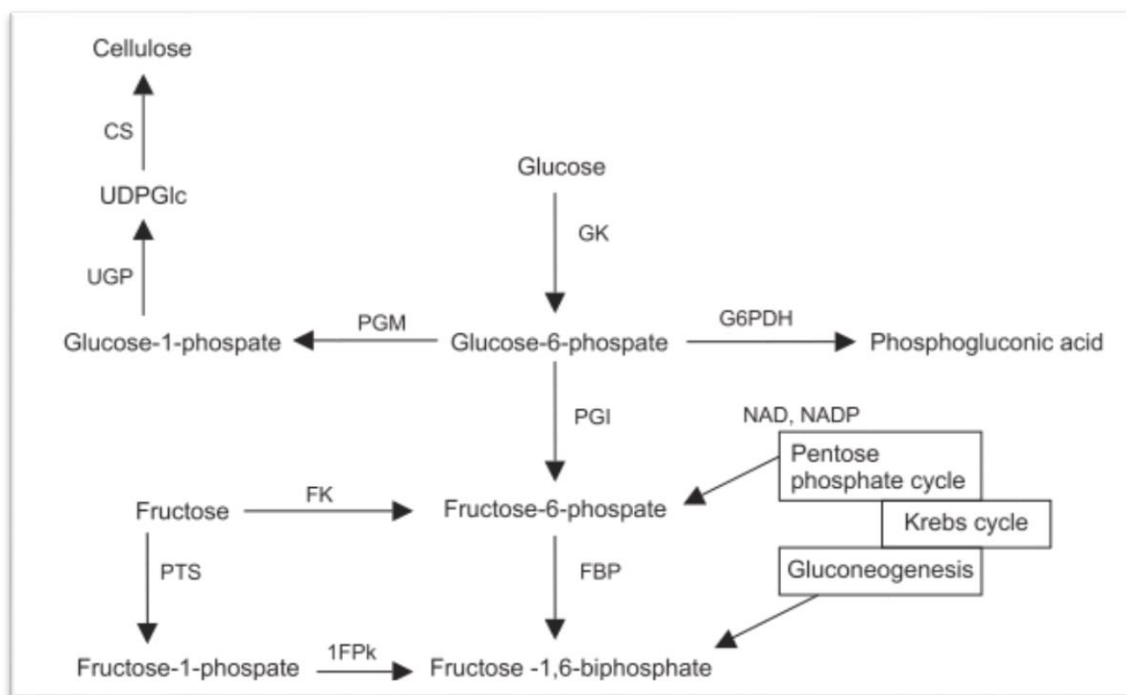 Cellulose
CS
UDPGlc
Glucose
GK
UGP
Glucose-1-phospate
PGM
Glucose-6-phospate
G6PDH
Phosphogluconic acid
PGI
NAD, NADP
Pentose
phosphate cycle
Fructose
FK
Fructose-6-phospate
Krebs cycle
PTS
FBP
Gluconeogenesis
Fructose-1-phospate
1FPk
Fructose -1,6-biphosphate